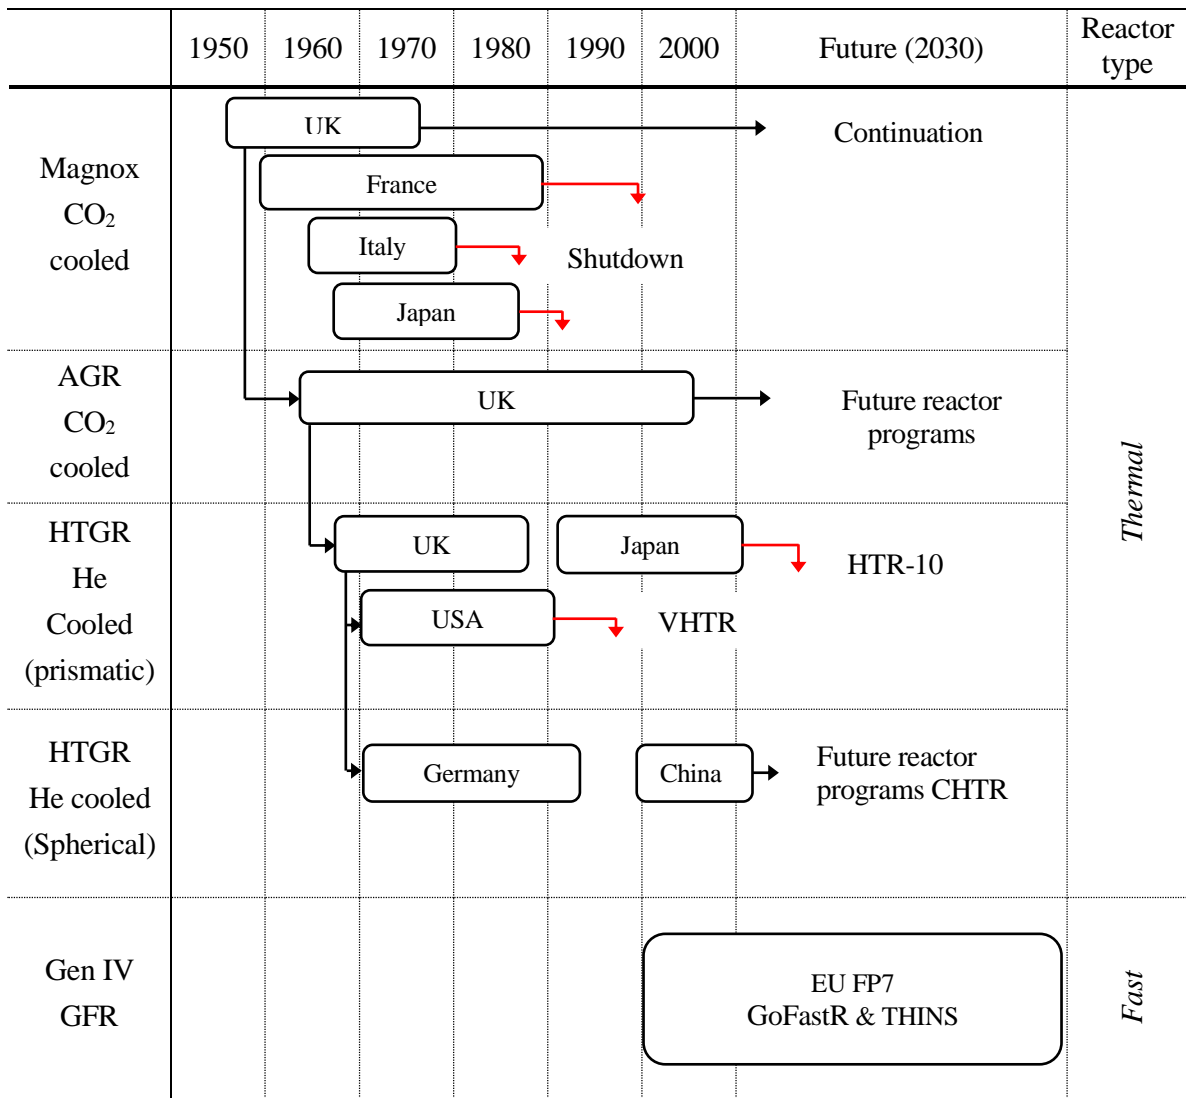 1950 1960 1970 1980 1990 2000 Future (2030) Reactor
type
Magnox
CO₂
cooled
UK
Continuation
France
Italy
Shutdown
Japan
AGR
CO₂
cooled
UK
Future reactor
programs
HTGR
He
Cooled
(prismatic)
UK
Japan
HTR-10
USA
VHTR
HTGR
He cooled
(Spherical)
Germany
China
Future reactor
programs CHTR
Thermal
Gen IV
GFR
EU FP7
GoFastR & THINS
Fast